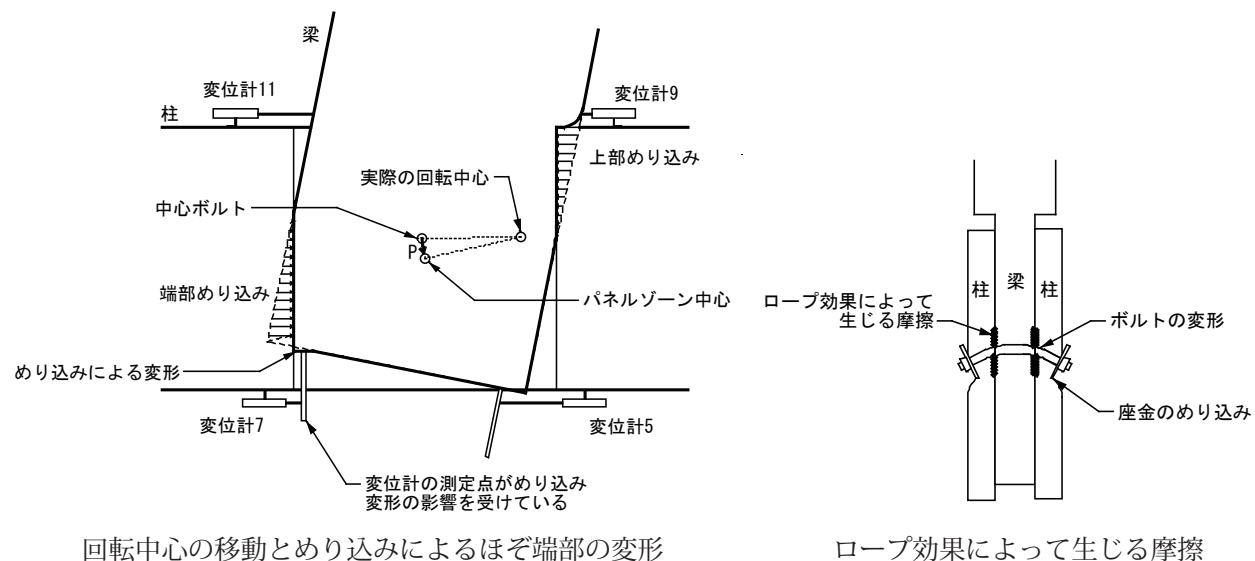 梁
変位計11
変位計9
柱
上部めり込み
実際の回転中心
中心ボルト
P
端部めり込み
パネルゾーン中心
めり込みによる変形
変位計7
変位計5
変位計の測定点がめり込み
変形の影響を受けている
回転中心の移動とめり込みによるほぞ端部の変形
柱
梁
柱
ロープ効果によって
生じる摩擦
ボルトの変形
座金のめり込み
ロープ効果によって生じる摩擦